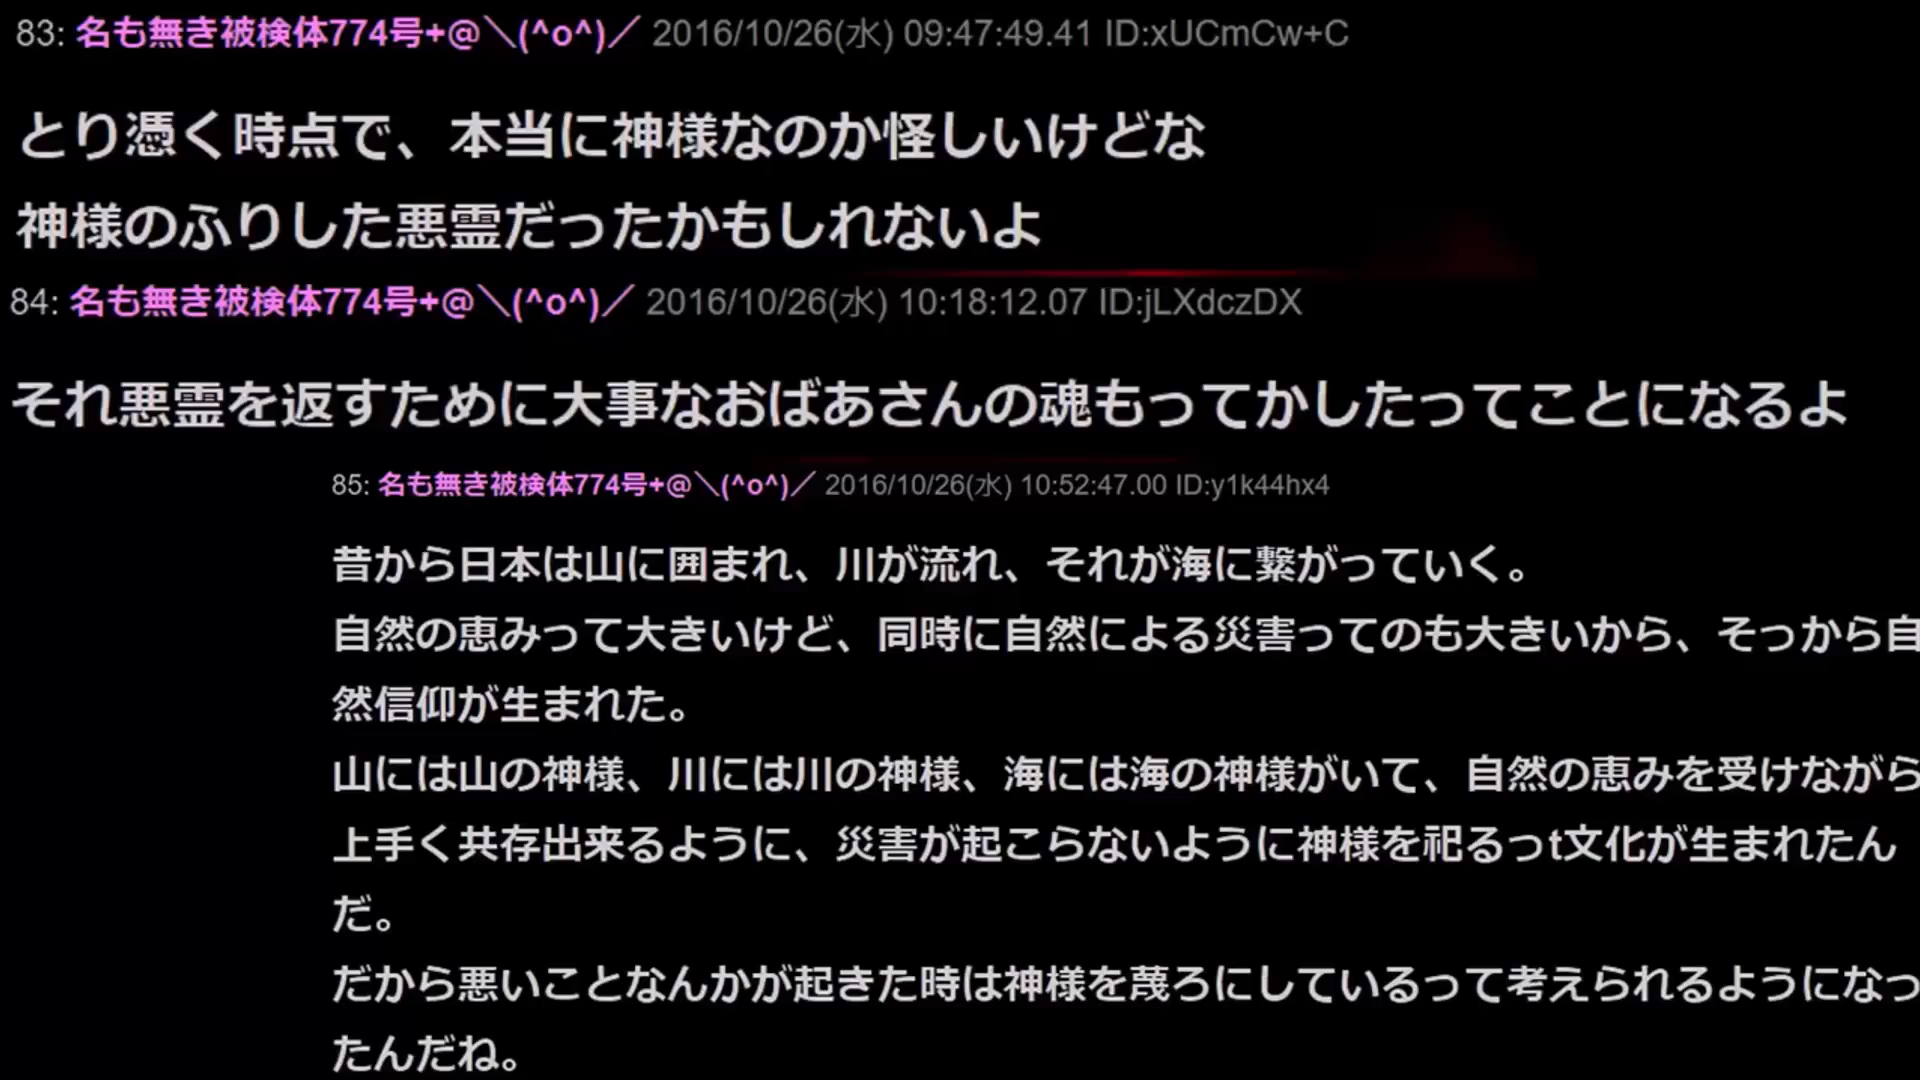 83: 名も無き被検体774号+@＼(^o^)／ 2016/10/26(水) 09:47:49.41 ID:xUCmCw+C
とり憑く時点で、本当に神様なのか怪しいけどな
神様のふりした悪霊だったかもしれないよ
84: 名も無き被検体774号+@＼(^o^)／ 2016/10/26(水) 10:18:12.07 ID:jLXdczDX
それ悪霊を返すために大事なおばあさんの魂もってかしたってことになるよ
85: 名も無き被検体774号+@＼(^o^)／ 2016/10/26(水) 10:52:47.00 ID:y1k44hx4
昔から日本は山に囲まれ、川が流れ、それが海に繋がっていく。
自然の恵みって大きいけど、同時に自然による災害ってのも大きいから、そっから自
然信仰が生まれた。
山には山の神様、川には川の神様、海には海の神様がいて、自然の恵みを受けながら
上手く共存出来るように、災害が起こらないように神様を祀るっt文化が生まれたん
だ。
だから悪いことなんかが起きた時は神様を蔑ろにしているって考えられるようになっ
たんだね。